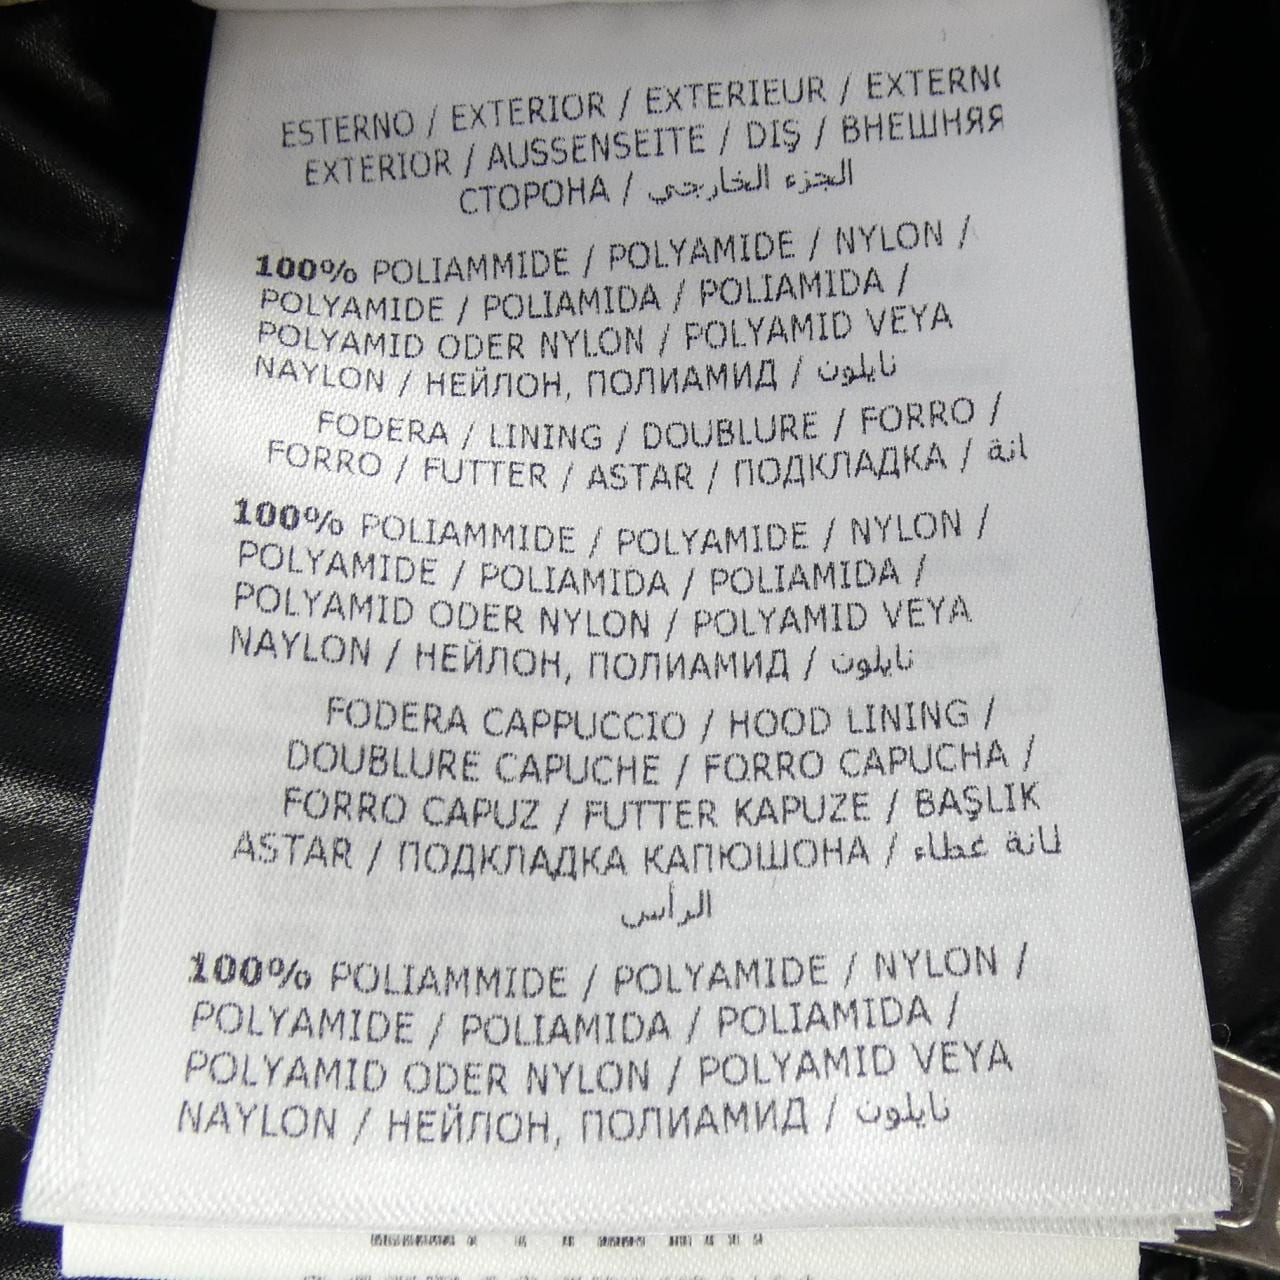 ESTERNO / EXTERIOR / EXTERIEUR / EXTERNO
EXTERIOR / AUSSENSEITE / DIŞ / ВНЕШНЯЯ
СТОРОНА / الجزء الخارجي
100% POLIAMMIDE / POLYAMIDE / NYLON /
POLYAMIDE / POLIAMIDA / POLIAMIDA /
POLYAMID ODER NYLON / POLYAMID VEYA
NAYLON / НЕЙЛОН, ПОЛИАМИД / نايلون
FODERA / LINING / DOUBLURE / FORRO /
FORRO / FUTTER / ASTAR / ПОДКЛАДКА / انة
100% POLIAMMIDE / POLYAMIDE / NYLON /
POLYAMIDE / POLIAMIDA / POLIAMIDA /
POLYAMID ODER NYLON / POLYAMID VEYA
NAYLON / НЕЙЛОН, ПОЛИАМИД / نايلون
FODERA CAPPUCCIO / HOOD LINING /
DOUBLURE CAPUCHE / FORRO CAPUCHA /
FORRO CAPUZ / FUTTER KAPUZE / BAŞLIK
ASTAR / ПОДКЛАДКА КАПЮШОНА / لانة غطاء
الرأس
100% POLIAMMIDE / POLYAMIDE / NYLON /
POLYAMIDE / POLIAMIDA / POLIAMIDA /
POLYAMID ODER NYLON / POLYAMID VEYA
NAYLON / НЕЙЛОН, ПОЛИАМИД / نايلون